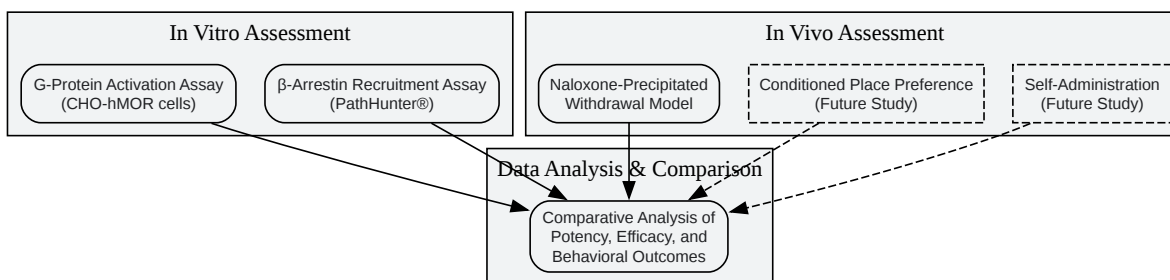 In Vitro Assessment
G-Protein Activation Assay
(CHO-hMOR cells)
β-Arrestin Recruitment Assay
(PathHunter®)
In Vivo Assessment
Naloxone-Precipitated
Withdrawal Model
Conditioned Place Preference
(Future Study)
Self-Administration
(Future Study)
Data Analysis & Comparison
Comparative Analysis of
Potency, Efficacy, and
Behavioral Outcomes